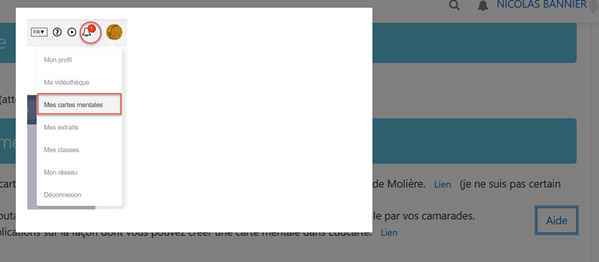 NICOLAS BANNIER
FR▼
1
Mon profil
Ma vidéothèque
Mes cartes mentales
Mes extraits
Mes classes
Mon réseau
Déconnexion
e
(att
me
cart de Molière. Lien (je ne suis pas certain
outa le par vos camarades.
plications sur la façon dont vous pouvez créer une carte mentale dans Educarte. Lien
Aide